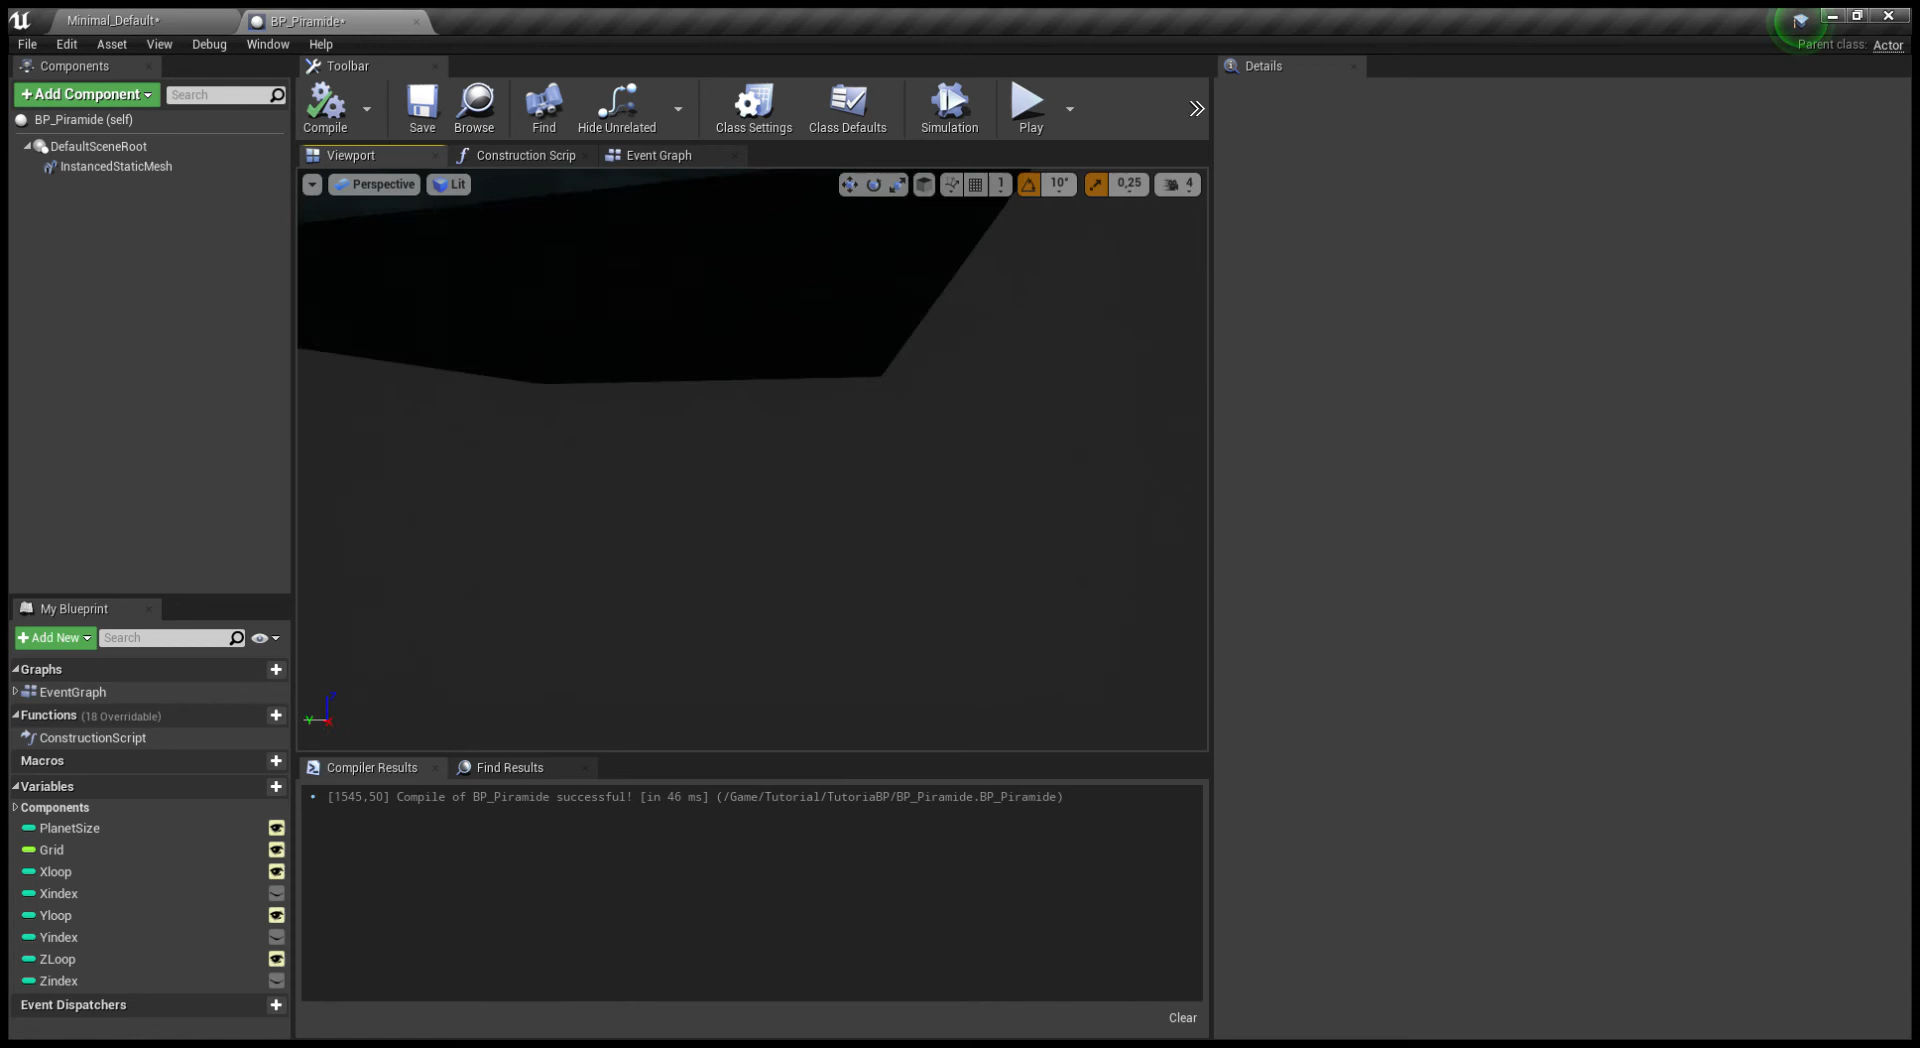 Minimal_Default*
BP_Piramide*
File Edit Asset View Debug Window Help
Parent class: Actor
Components
Toolbar
Details
Add Component
Search
BP_Piramide (self)
DefaultSceneRoot
InstancedStaticMesh
Compile
Save
Browse
Find
Hide Unrelated
Class Settings
Class Defaults
Simulation
Play
Viewport
Construction Scrip
Event Graph
Perspective
Lit
1
10°
0,25
4
Y
My Blueprint
Add New
Search
Graphs
EventGraph
Functions (18 Overridable)
ConstructionScript
Macros
Variables
Components
PlanetSize
Grid
Xloop
Xindex
Yloop
Yindex
ZLoop
Zindex
Event Dispatchers
Compiler Results
Find Results
[1545,50] Compile of BP_Piramide successful! [in 46 ms] (/Game/Tutorial/TutoriaBP/BP_Piramide.BP_Piramide)
Clear